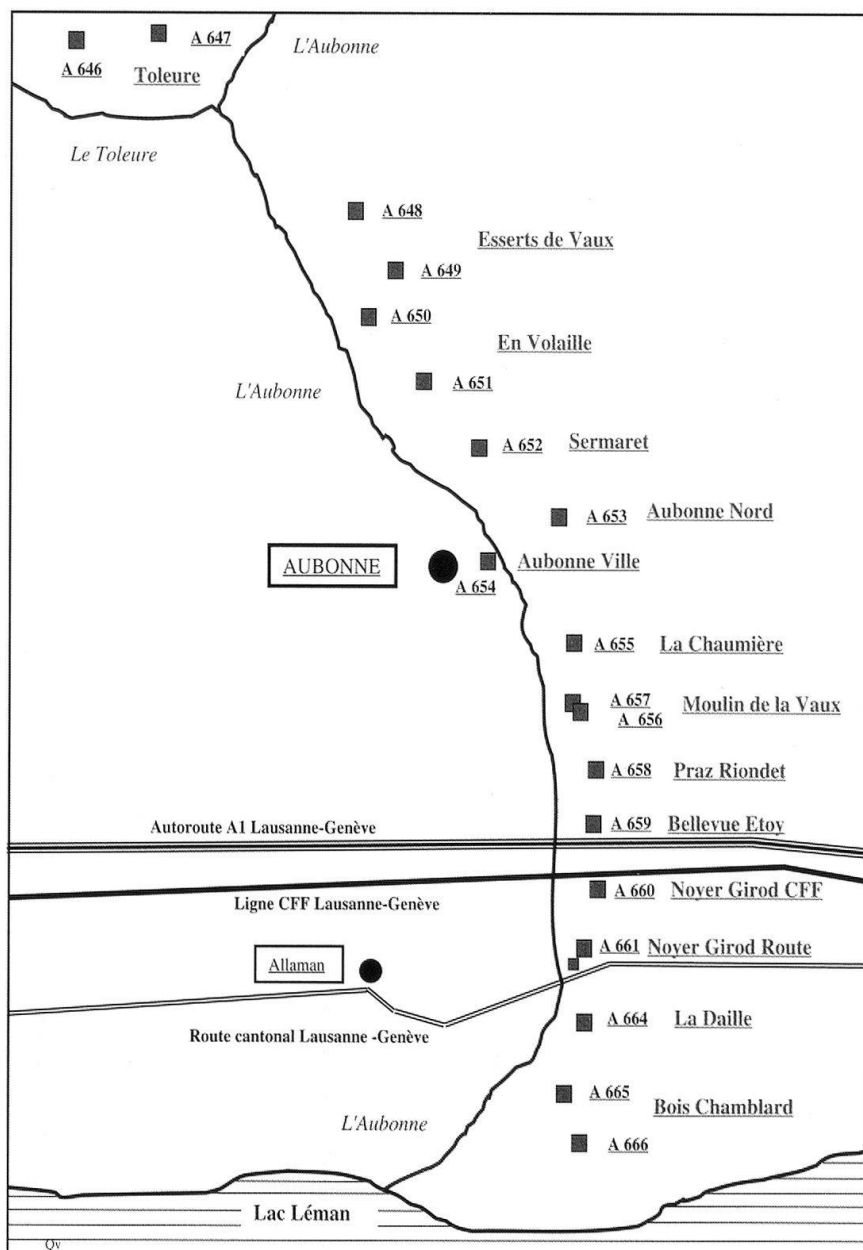 A 647
A 646
Toleure
L'Aubonne
Le Toleure
A 648
Esserts de Vaux
A 649
A 650
En Volaille
L'Aubonne
A 651
A 652
Sermaret
A 653
Aubonne Nord
AUBONNE
A 654
Aubonne Ville
A 655
La Chaumière
A 657
A 656
Moulin de la Vaux
A 658
Praz Riondet
Autoroute A1 Lausanne-Genève
A 659
Bellevue Etoy
Ligne CFF Lausanne-Genève
A 660
Noyer Girod CFF
Allaman
A 661
Noyer Girod Route
Route cantonal Lausanne -Genève
A 664
La Daille
A 665
Bois Chamblard
L'Aubonne
A 666
Lac Léman
Qv